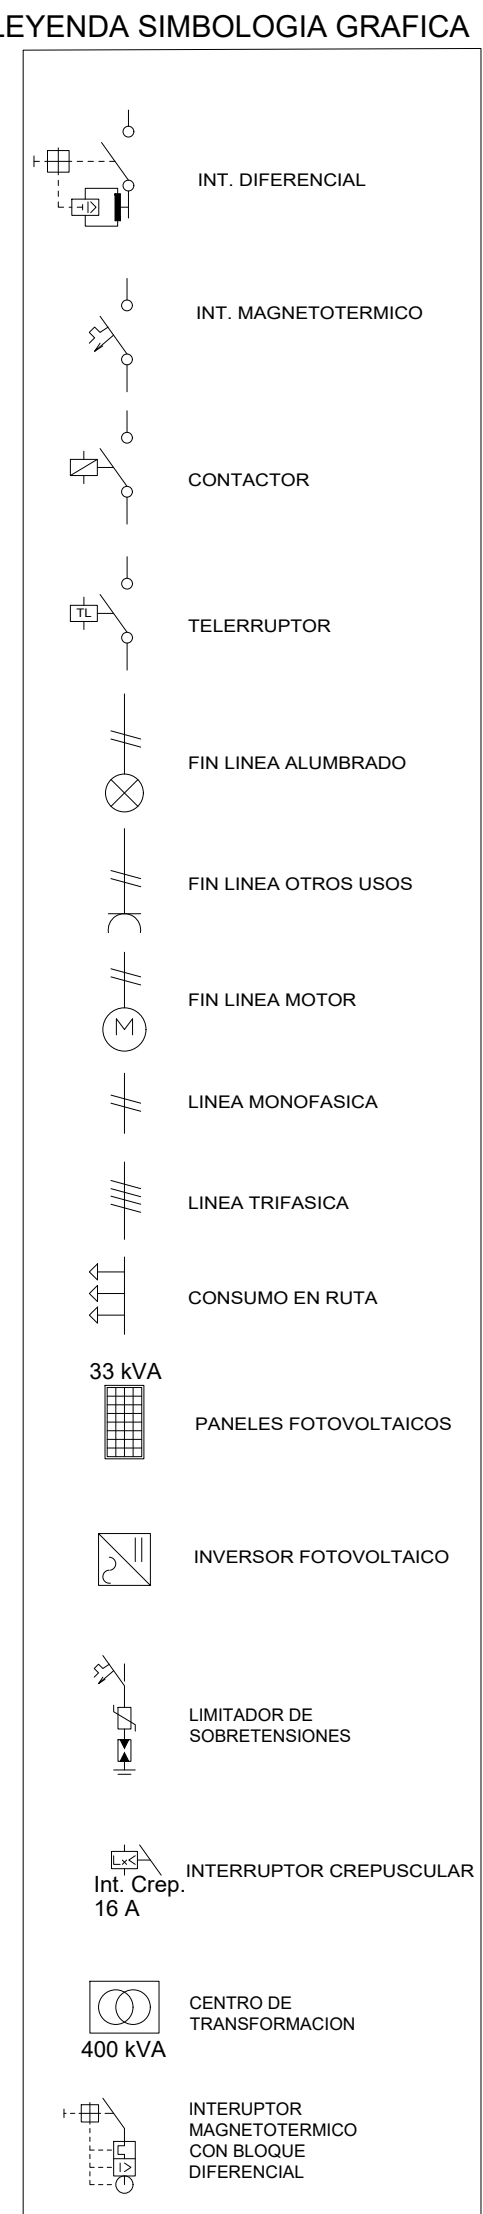 LEYENDA SIMBOLOGIA GRAFICA
INT. DIFERENCIAL
I>
INT. MAGNETOTERMICO
CONTACTOR
TL
TELERRUPTOR
FIN LINEA ALUMBRADO
FIN LINEA OTROS USOS
M
FIN LINEA MOTOR
LINEA MONOFASICA
LINEA TRIFASICA
CONSUMO EN RUTA
33 kVA
PANELES FOTOVOLTAICOS
INVERSOR FOTOVOLTAICO
LIMITADOR DE
SOBRETENSIONES
Lx<
Int. Crep.
16 A
INTERRUPTOR CREPUSCULAR
400 kVA
CENTRO DE
TRANSFORMACION
I>
INTERUPTOR
MAGNETOTERMICO
CON BLOQUE
DIFERENCIAL